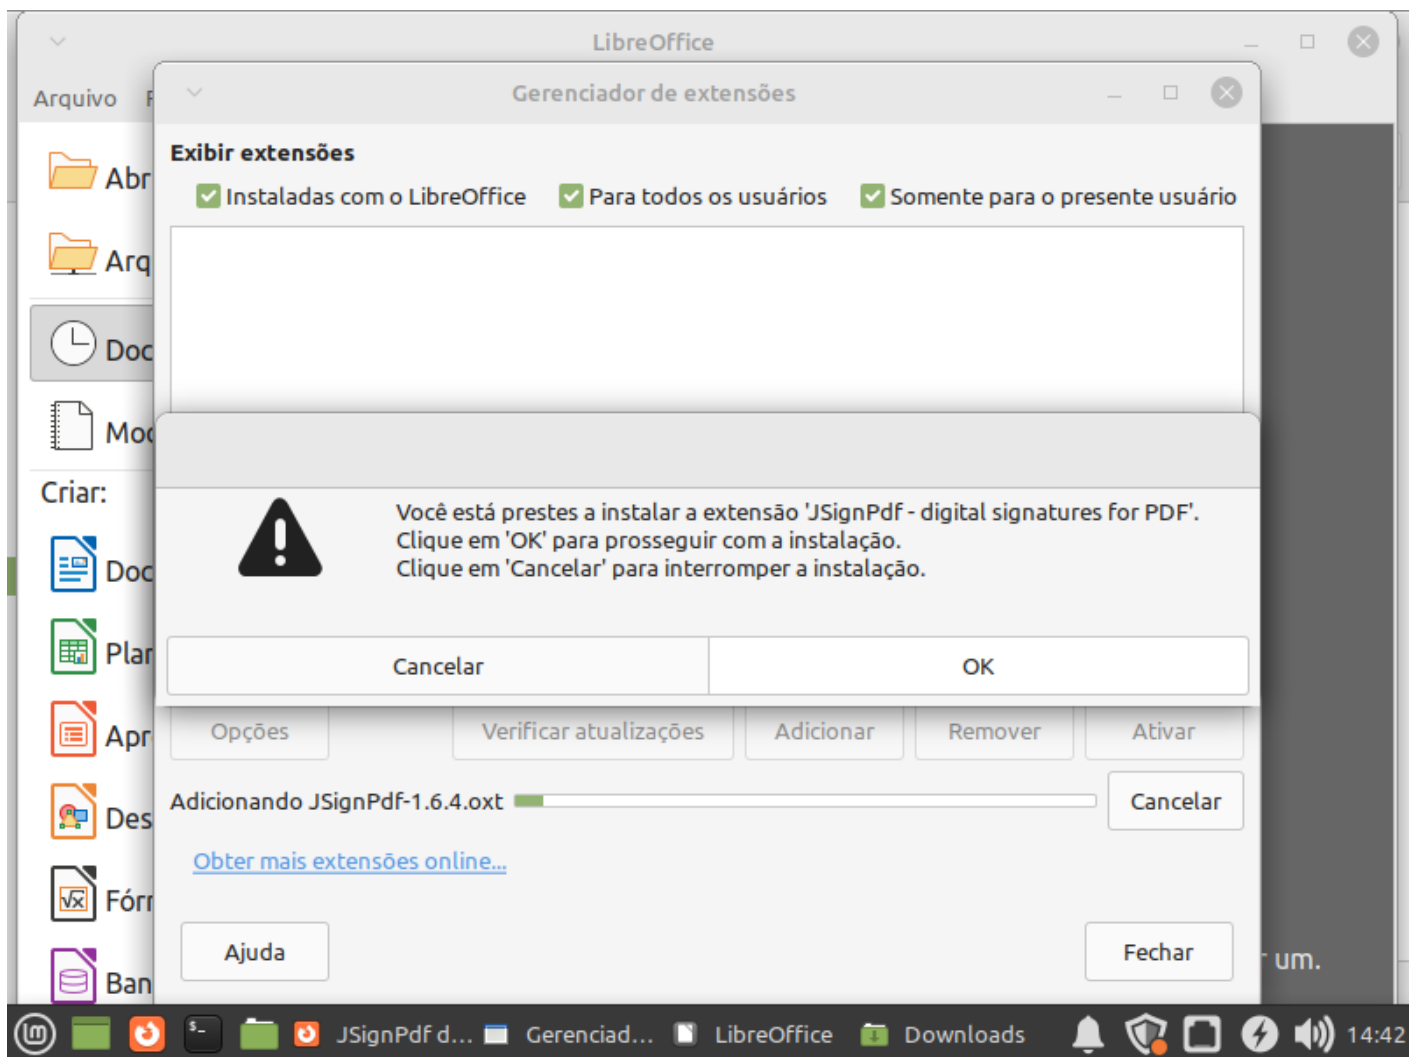 LibreOffice
Arquivo
Gerenciador de extensões
Exibir extensões
Instaladas com o LibreOffice
Para todos os usuários
Somente para o presente usuário
Abr
Arq
Doc
Mod
Criar:
Você está prestes a instalar a extensão 'JSignPdf - digital signatures for PDF'.
Clique em 'OK' para prosseguir com a instalação.
Clique em 'Cancelar' para interromper a instalação.
Cancelar
OK
Doc
Plan
Apr
Des
Fórr
Ban
Opções
Verificar atualizações
Adicionar
Remover
Ativar
Adicionando JSignPdf-1.6.4.oxt
Cancelar
Obter mais extensões online...
Ajuda
Fechar
um.
JSignPdf d...
Gerenciad...
LibreOffice
Downloads
14:42